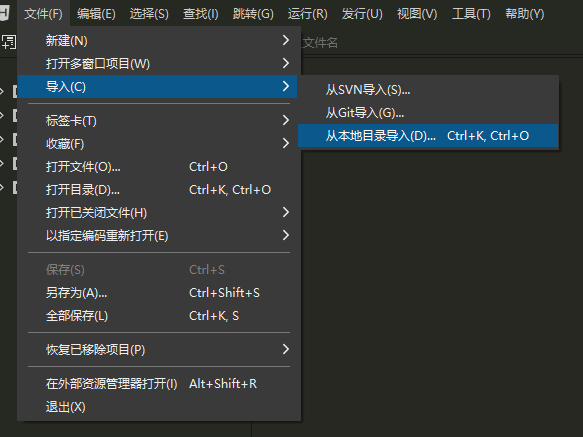 文件(F) 编辑(E) 选择(S) 查找(I) 跳转(G) 运行(R) 发行(U) 视图(V) 工具(T) 帮助(Y)
文件名
新建(N)
打开多窗口项目(W)
导入(C)
从SVN导入(S)...
从Git导入(G)...
从本地目录导入(D)... Ctrl+K, Ctrl+O
标签卡(T)
收藏(F)
打开文件(O)... Ctrl+O
打开目录(D)... Ctrl+K, Ctrl+O
打开已关闭文件(H)
以指定编码重新打开(E)
保存(S) Ctrl+S
另存为(A)... Ctrl+Shift+S
全部保存(L) Ctrl+K, S
恢复已移除项目(P)
在外部资源管理器打开(I) Alt+Shift+R
退出(X)